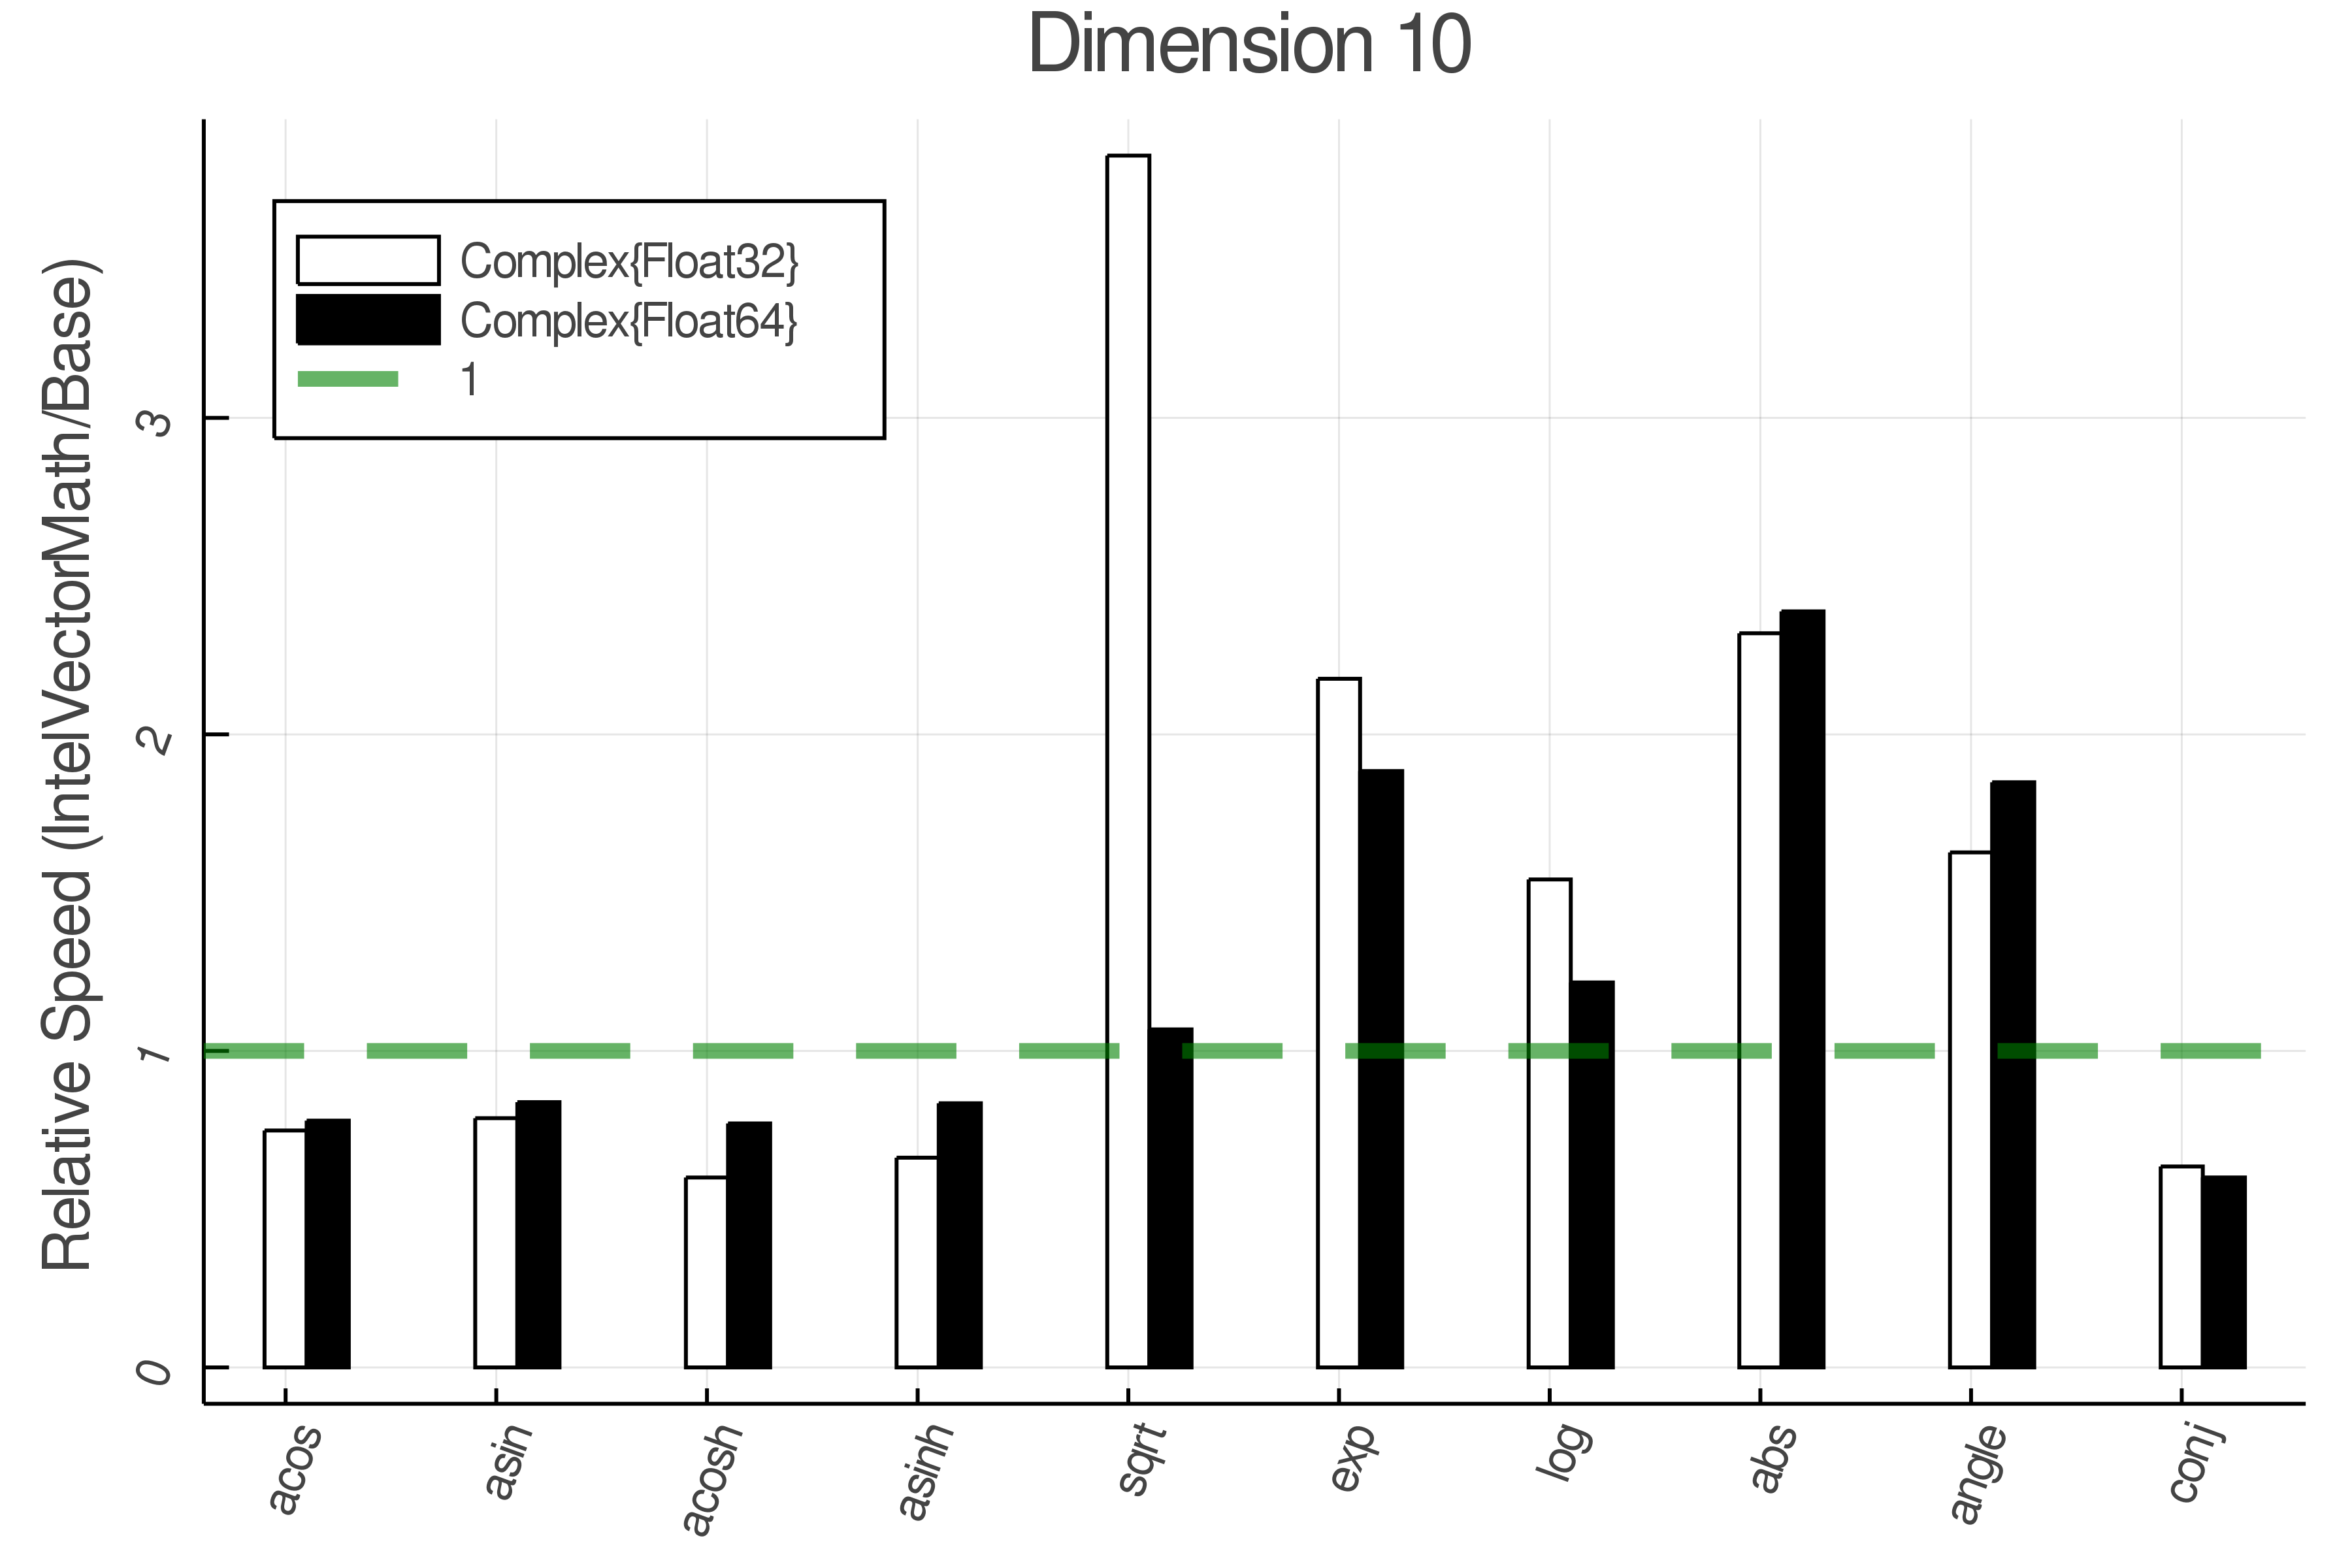 Dimension 10
Relative Speed (IntelVectorMath/Base)
Complex{Float32}
Complex{Float64}
1
3
2
1
0
acos
asin
acosh
asinh
sqrt
exp
log
abs
angle
conj